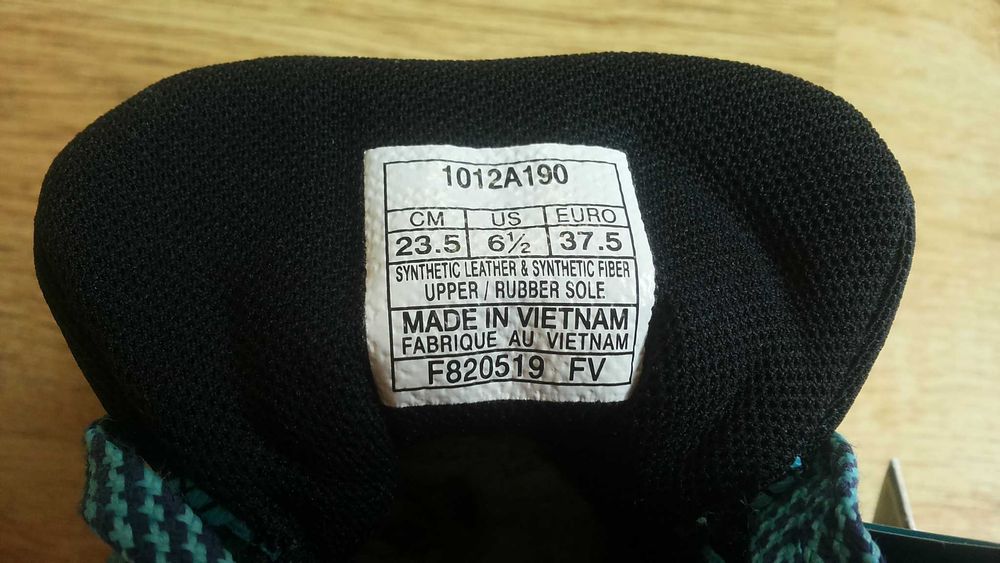 1012A190
CM US EURO
23.5 6½ 37.5
SYNTHETIC LEATHER & SYNTHETIC FIBER
UPPER / RUBBER SOLE
MADE IN VIETNAM
FABRIQUE AU VIETNAM
F820519 FV